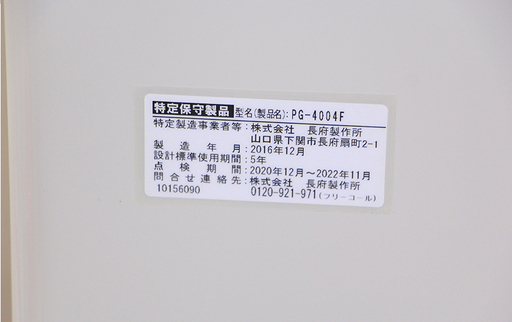 特定保守製品 型名(製品名): PG-4004F
特定製造事業者等:株式会社 長府製作所
山口県下関市長府扇町2-1
製造年月:2016年12月
設計標準使用期間:5年
点検期間:2020年12月~2022年11月
問合せ連絡先:株式会社 長府製作所
10156090 0120-921-971(フリーコール)